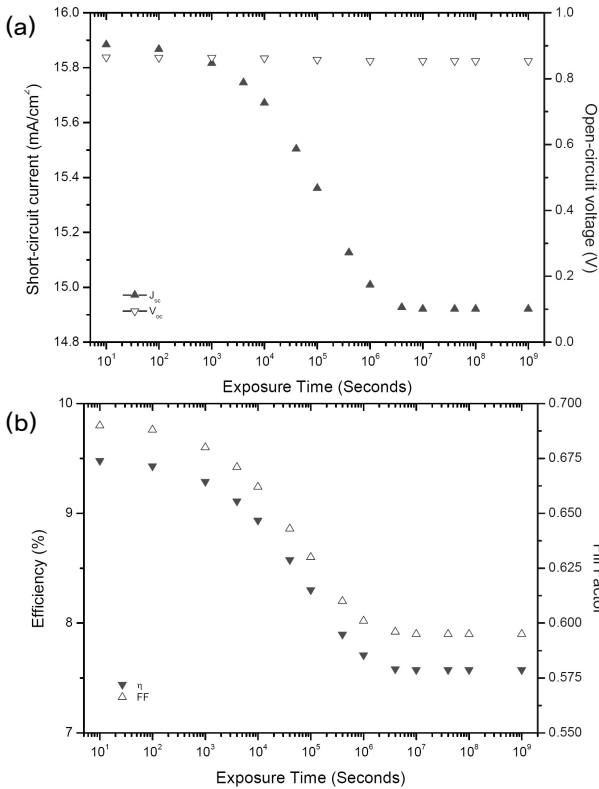 (a)
16.0
15.8
15.6
15.4
15.2
15.0
14.8
Short-circuit current (mA/cm²)
1.0
0.8
0.6
0.4
0.2
0.0
Open-circuit voltage (V)
Jsc
Voc
10¹ 10² 10³ 10⁴ 10⁵ 10⁶ 10⁷ 10⁸ 10⁹
Exposure Time (Seconds)
(b)
10
9
8
7
Efficiency (%)
0.700
0.675
0.650
0.625
0.600
0.575
0.550
Fill Factor
η
FF
10¹ 10² 10³ 10⁴ 10⁵ 10⁶ 10⁷ 10⁸ 10⁹
Exposure Time (Seconds)